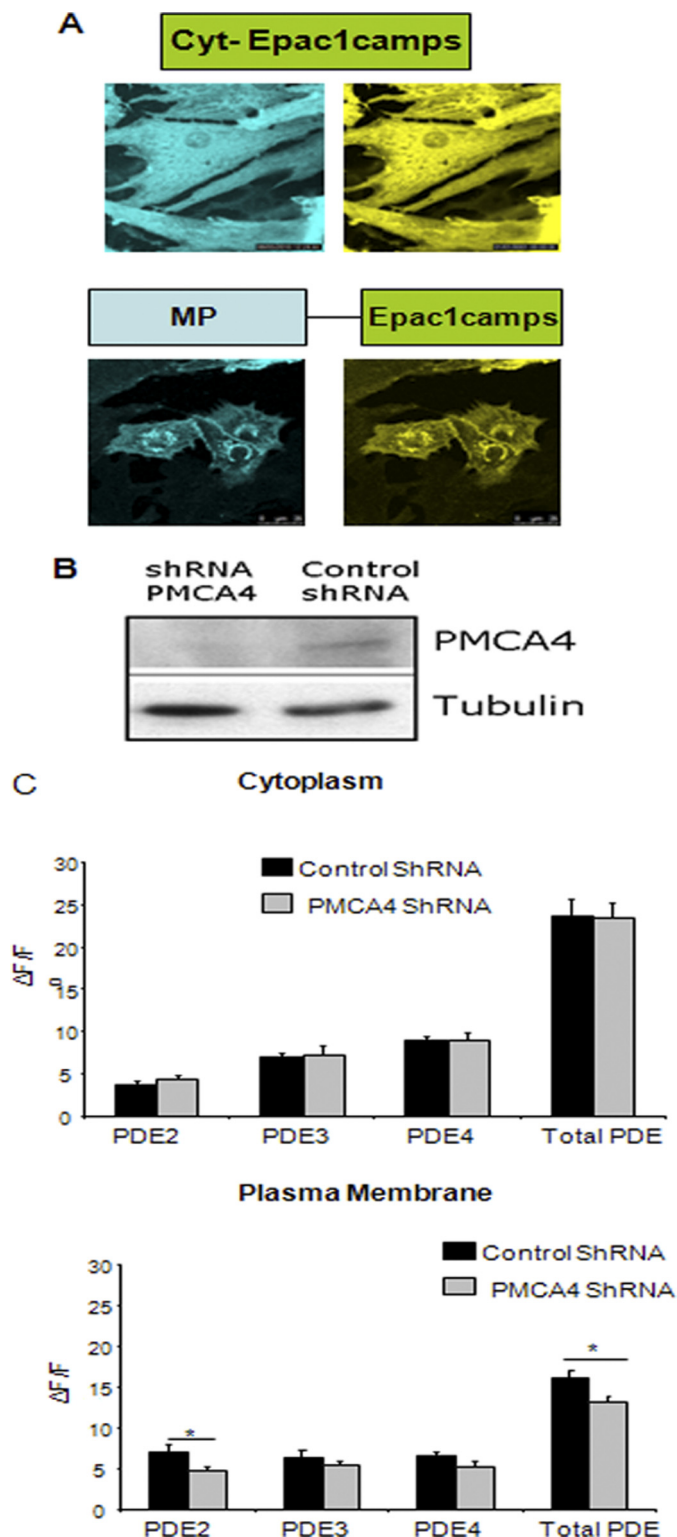 A
Cyt- Epac1camps
MP
Epac1camps
B
shRNA
PMCA4
Control
shRNA
PMCA4
Tubulin
C
Cytoplasm
Control ShRNA
PMCA4 ShRNA
30
25
20
15
10
5
0
ΔF/F
0
PDE2
PDE3
PDE4
Total PDE
Plasma Membrane
Control ShRNA
PMCA4 ShRNA
30
25
20
15
10
5
0
ΔF/F
*
*
PDE2
PDE3
PDE4
Total PDE